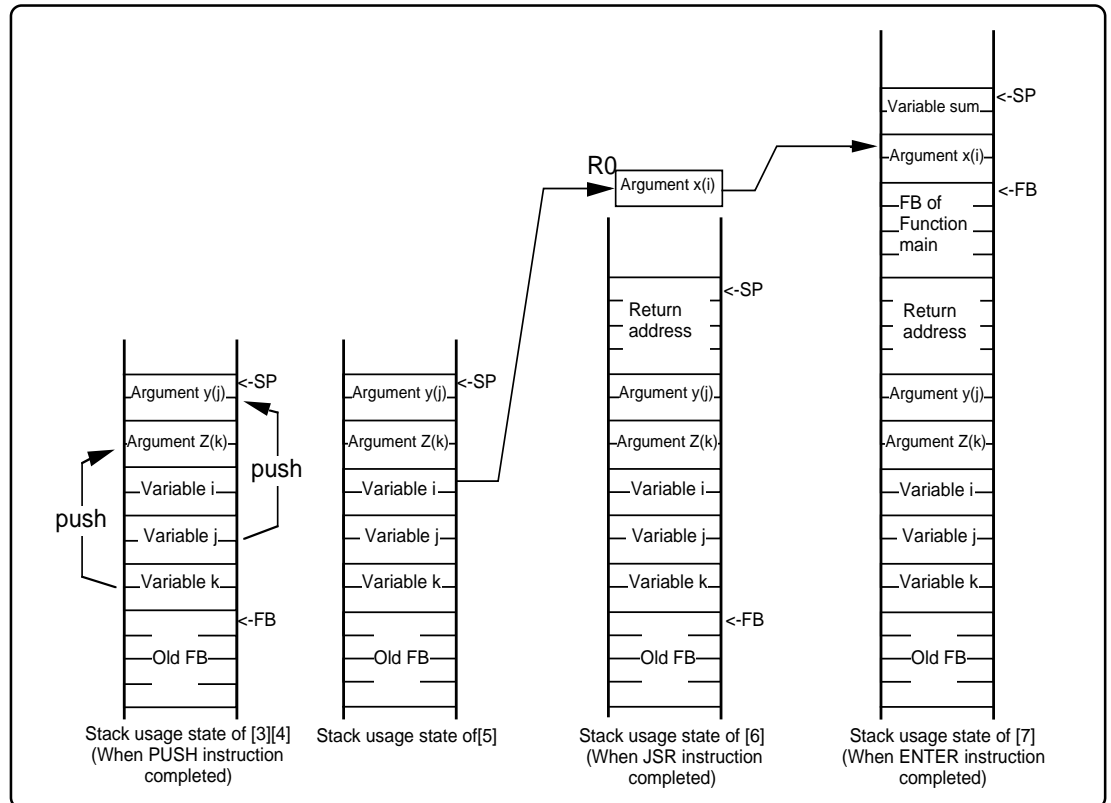 <-SP
Argument y(j)
Argument Z(k)
push
Variable i
push
Variable j
Variable k
<-FB
Old FB
Stack usage state of [3][4]
(When PUSH instruction
completed)
<-SP
Argument y(j)
Argument Z(k)
Variable i
Variable j
Variable k
Old FB
Stack usage state of[5]
R0
Argument x(i)
<-SP
Return
address
Argument y(j)
Argument Z(k)
Variable i
Variable j
Variable k
<-FB
Old FB
Stack usage state of [6]
(When JSR instruction
completed)
<-SP
Variable sum
Argument x(i)
<-FB
FB of
Function
main
Return
address
Argument y(j)
Argument Z(k)
Variable i
Variable j
Variable k
Old FB
Stack usage state of [7]
(When ENTER instruction
completed)